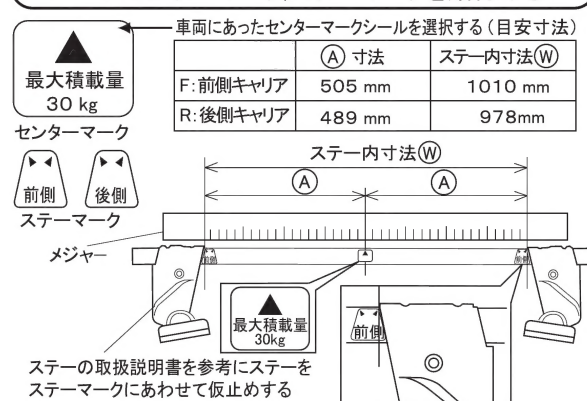 車両にあったセンターマークシールを選択する(目安寸法)
最大積載量
30 kg
センターマーク
Ⓐ 寸法 ステー内寸法Ⓦ
F:前側キャリア 505 mm 1010 mm
R:後側キャリア 489 mm 978mm
前側 後側
ステーマーク
ステー内寸法Ⓦ
Ⓐ Ⓐ
メジャー
前側 前側
最大積載量
30kg
前側
ステーの取扱説明書を参考にステーを
ステーマークにあわせて仮止めする